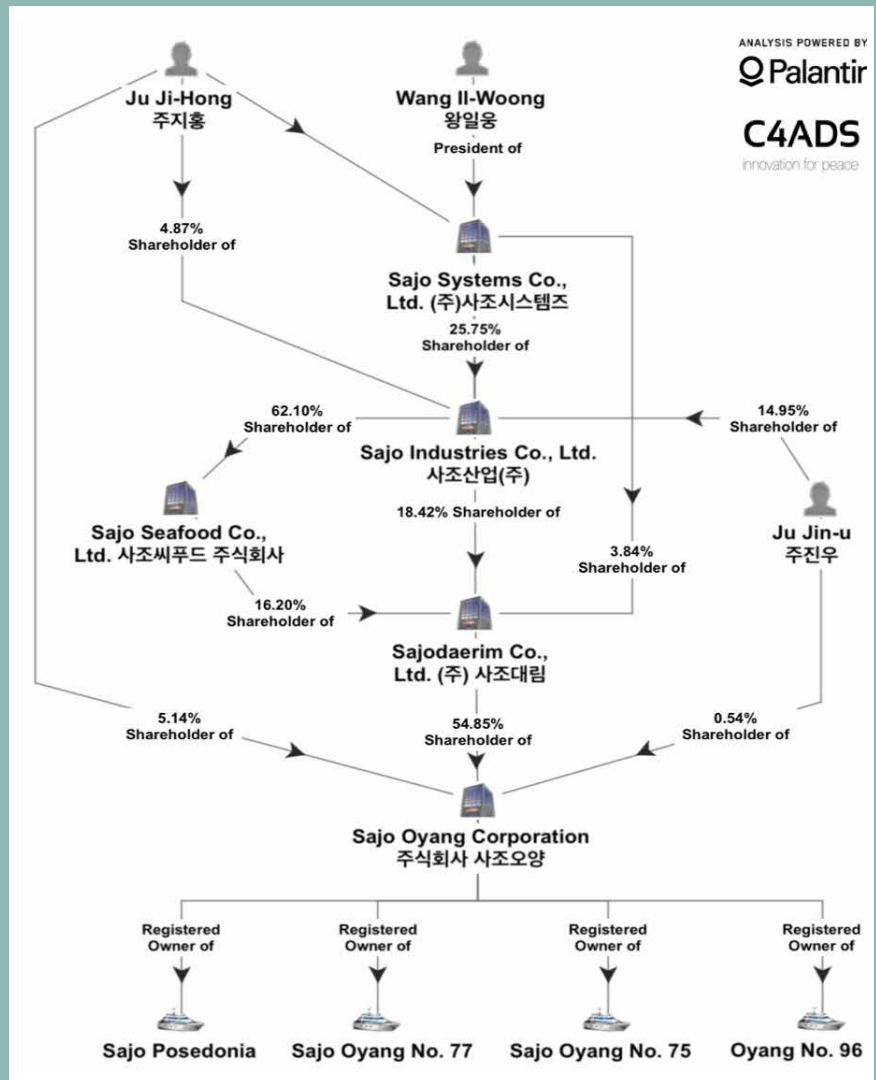 ANALYSIS POWERED BY
Palantir
C4ADS
innovation for peace
Ju Ji-Hong
주지홍
Wang Il-Woong
왕일웅
President of
4.87%
Shareholder of
Sajo Systems Co.,
Ltd. (주)사조시스템즈
25.75%
Shareholder of
62.10%
Shareholder of
14.95%
Shareholder of
Sajo Industries Co., Ltd.
사조산업(주)
18.42% Shareholder of
Sajo Seafood Co.,
Ltd. 사조씨푸드 주식회사
Ju Jin-u
주진우
3.84%
Shareholder of
16.20%
Shareholder of
Sajodaerim Co.,
Ltd. (주) 사조대림
5.14%
Shareholder of
54.85%
Shareholder of
0.54%
Shareholder of
Sajo Oyang Corporation
주식회사 사조오양
Registered
Owner of
Registered
Owner of
Registered
Owner of
Registered
Owner of
Sajo Posedonia
Sajo Oyang No. 77
Sajo Oyang No. 75
Oyang No. 96